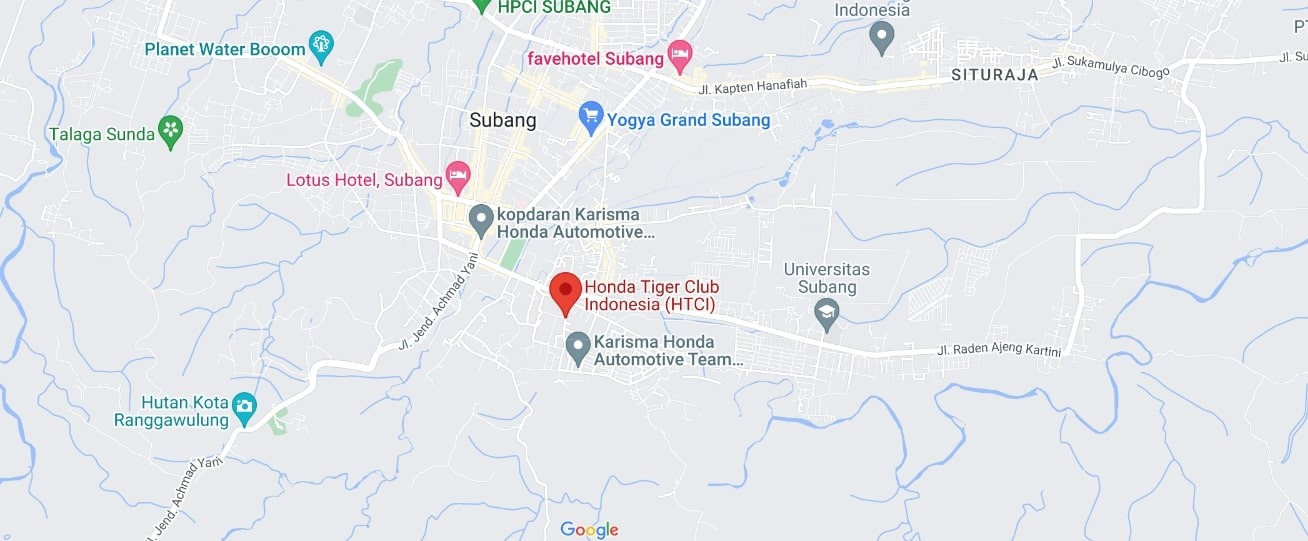 HPCI SUBANG
Indonesia
Planet Water Booom
favehotel Subang
PT
SITURAJA
Jl. Sukamulya Cibogo
Jl. Su
Jl. Kapten Hanafiah
Subang
Yogya Grand Subang
Talaga Sunda
Lotus Hotel, Subang
kopdaran Karisma
Honda Automotive...
Jl. Jend. Achmad Yani
Universitas
Subang
Honda Tiger Club
Indonesia (HTCI)
Karisma Honda
Automotive Team...
Jl. Raden Ajeng Kartini
Hutan Kota
Ranggawulung
Jl. Jend. Achmad Yani
Google